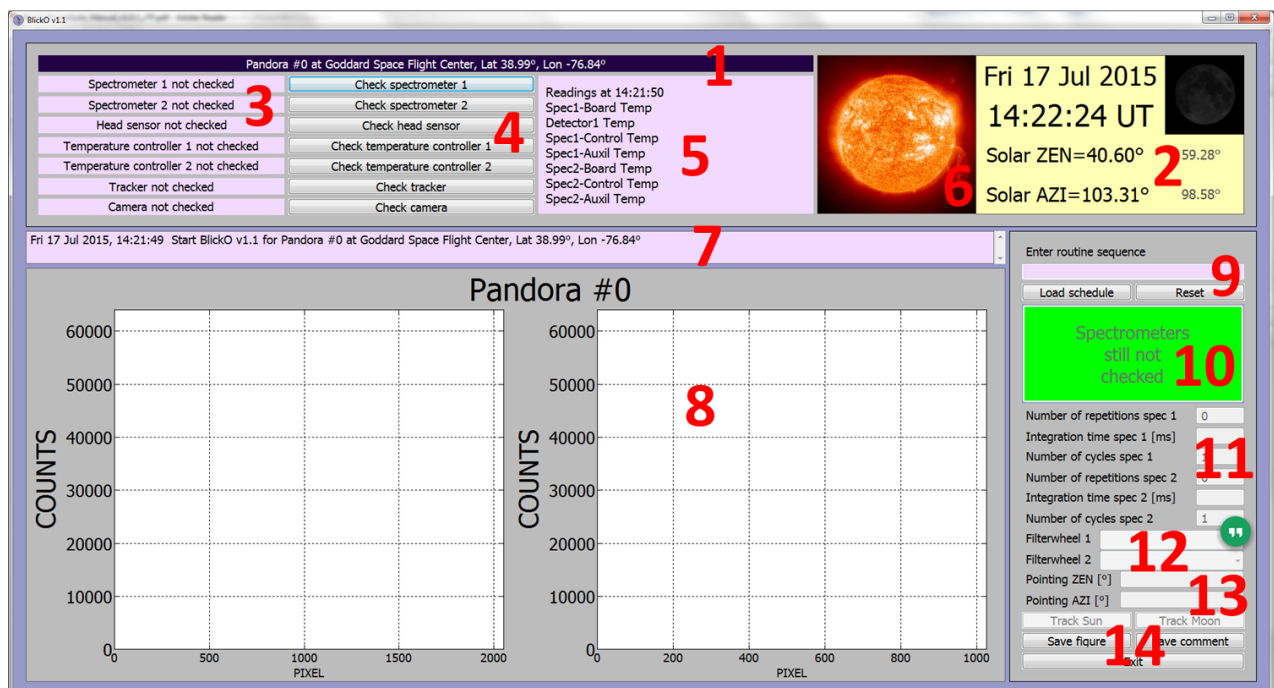 BlickO v1.1
Pandora #0 at Goddard Space Flight Center, Lat 38.99°, Lon -76.84°
1
Spectrometer 1 not checked
Spectrometer 2 not checked
Head sensor not checked
Temperature controller 1 not checked
Temperature controller 2 not checked
Tracker not checked
Camera not checked
3
Check spectrometer 1
Check spectrometer 2
Check head sensor
Check temperature controller 1
Check temperature controller 2
Check tracker
Check camera
4
Readings at 14:21:50
Spec1-Board Temp
Detector1 Temp
Spec1-Control Temp
Spec1-Auxil Temp
Spec2-Board Temp
Spec2-Control Temp
Spec2-Auxil Temp
5
6
Fri 17 Jul 2015
14:22:24 UT
Solar ZEN=40.60° 59.28°
Solar AZI=103.31° 98.58°
2
Fri 17 Jul 2015, 14:21:49 Start BlickO v1.1 for Pandora #0 at Goddard Space Flight Center, Lat 38.99°, Lon -76.84°
7
Pandora #0
60000
50000
40000
30000
20000
10000
0
COUNTS
0 500 1000 1500 2000
PIXEL
60000
50000
40000
30000
20000
10000
0
COUNTS
0 200 400 600 800 1000
PIXEL
8
Enter routine sequence
9
Load schedule Reset
Spectrometers
still not
checked
10
Number of repetitions spec 1 0
Integration time spec 1 [ms]
Number of cycles spec 1
Number of repetitions spec 2
Integration time spec 2 [ms]
Number of cycles spec 2 1
11
Filterwheel 1
Filterwheel 2
12
Pointing ZEN [°]
Pointing AZI [°]
13
Track Sun Track Moon
Save figure comment
14